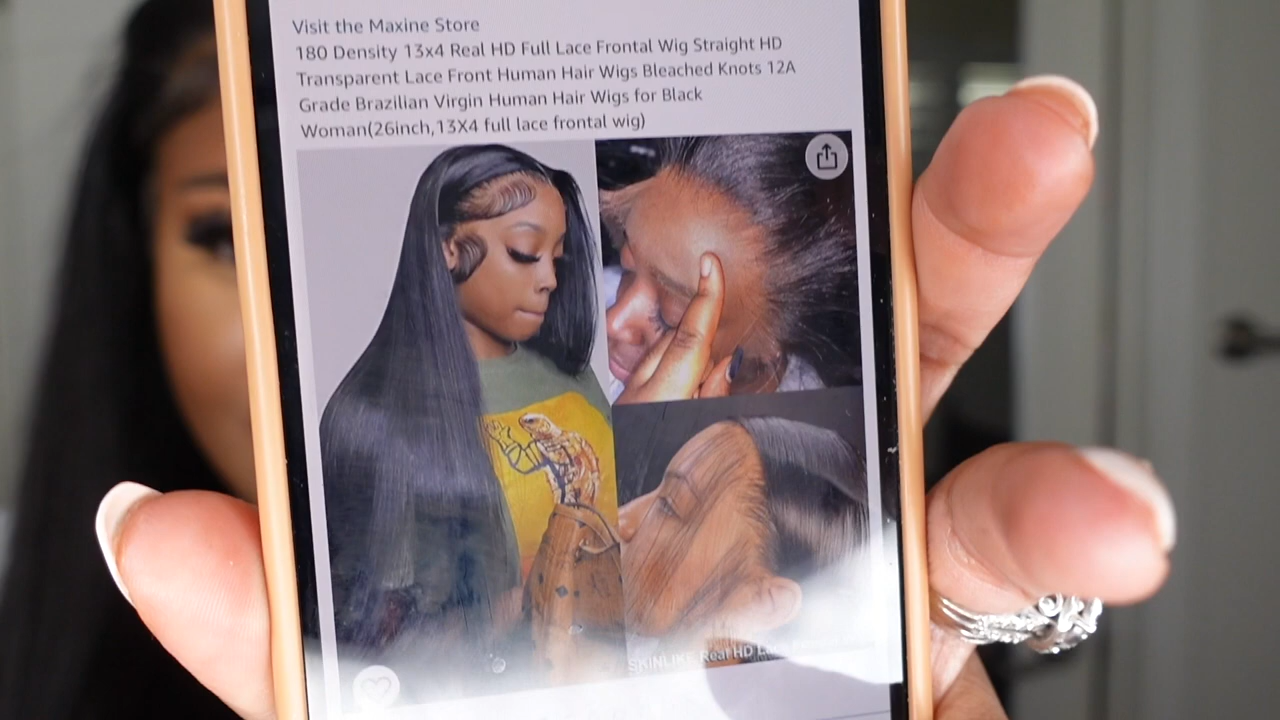 Visit the Maxine Store
180 Density 13x4 Real HD Full Lace Frontal Wig Straight HD
Transparent Lace Front Human Hair Wigs Bleached Knots 12A
Grade Brazilian Virgin Human Hair Wigs for Black
Woman(26inch,13X4 full lace frontal wig)
Real HD